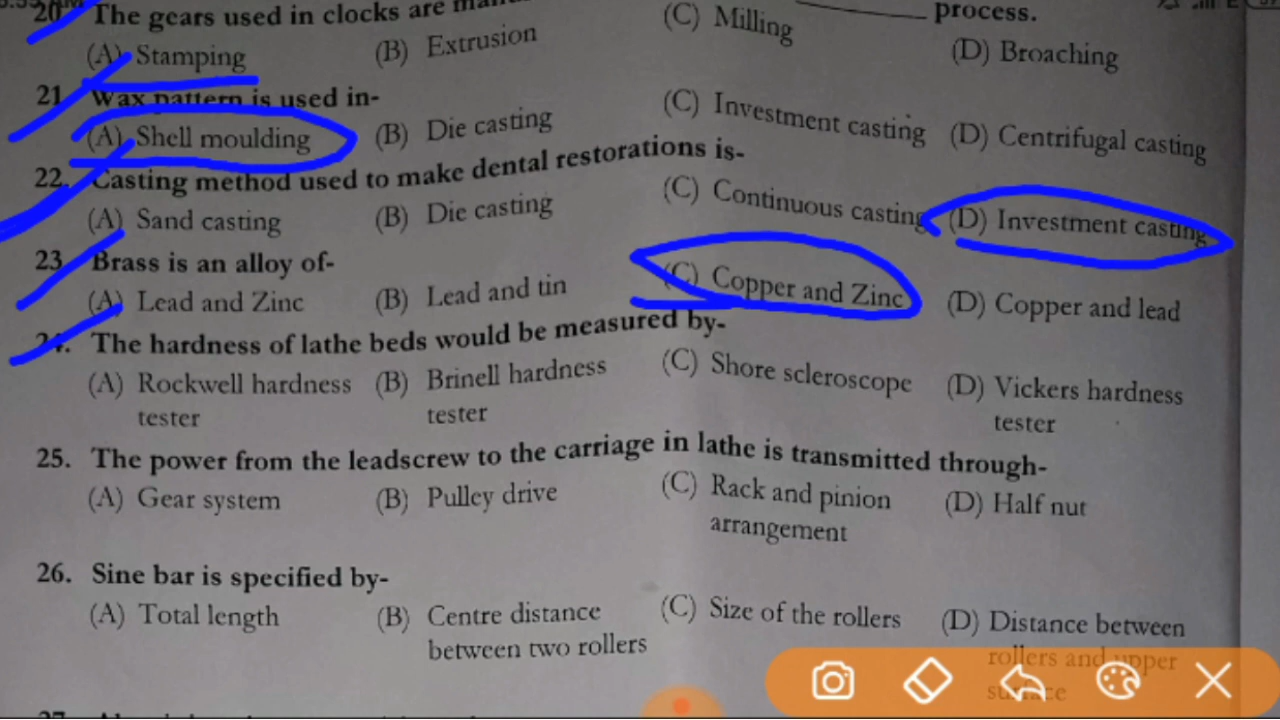 20. The gears used in clocks are
process.
(A) Stamping (B) Extrusion (C) Milling (D) Broaching
21. Wax pattern is used in-
(A) Shell moulding (B) Die casting (C) Investment casting (D) Centrifugal casting
22. Casting method used to make dental restorations is-
(A) Sand casting (B) Die casting (C) Continuous casting (D) Investment casting
23. Brass is an alloy of-
(A) Lead and Zinc (B) Lead and tin (C) Copper and Zinc (D) Copper and lead
24. The hardness of lathe beds would be measured by-
(A) Rockwell hardness (B) Brinell hardness (C) Shore scleroscope (D) Vickers hardness
tester tester tester
25. The power from the leadscrew to the carriage in lathe is transmitted through-
(A) Gear system (B) Pulley drive (C) Rack and pinion (D) Half nut
arrangement
26. Sine bar is specified by-
(A) Total length (B) Centre distance (C) Size of the rollers (D) Distance between
between two rollers rollers and upper
surface